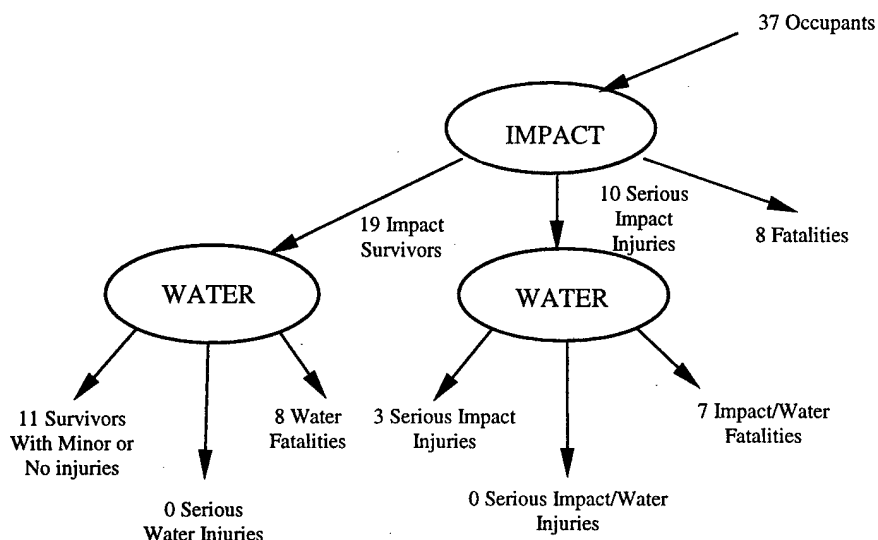 37 Occupants
IMPACT
19 Impact
Survivors
10 Serious
Impact
Injuries
8 Fatalities
WATER
WATER
11 Survivors
With Minor or
No injuries
8 Water
Fatalities
3 Serious Impact
Injuries
7 Impact/Water
Fatalities
0 Serious
Water Injuries
0 Serious Impact/Water
Injuries